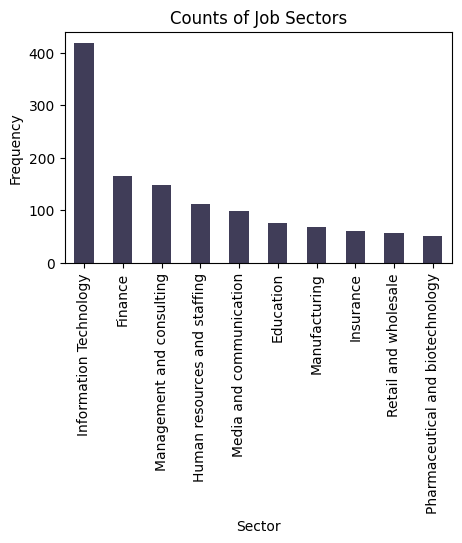 Counts of Job Sectors
Frequency
400
300
200
100
0
Information Technology
Finance
Management and consulting
Human resources and staffing
Media and communication
Education
Manufacturing
Insurance
Retail and wholesale
Pharmaceutical and biotechnology
Sector